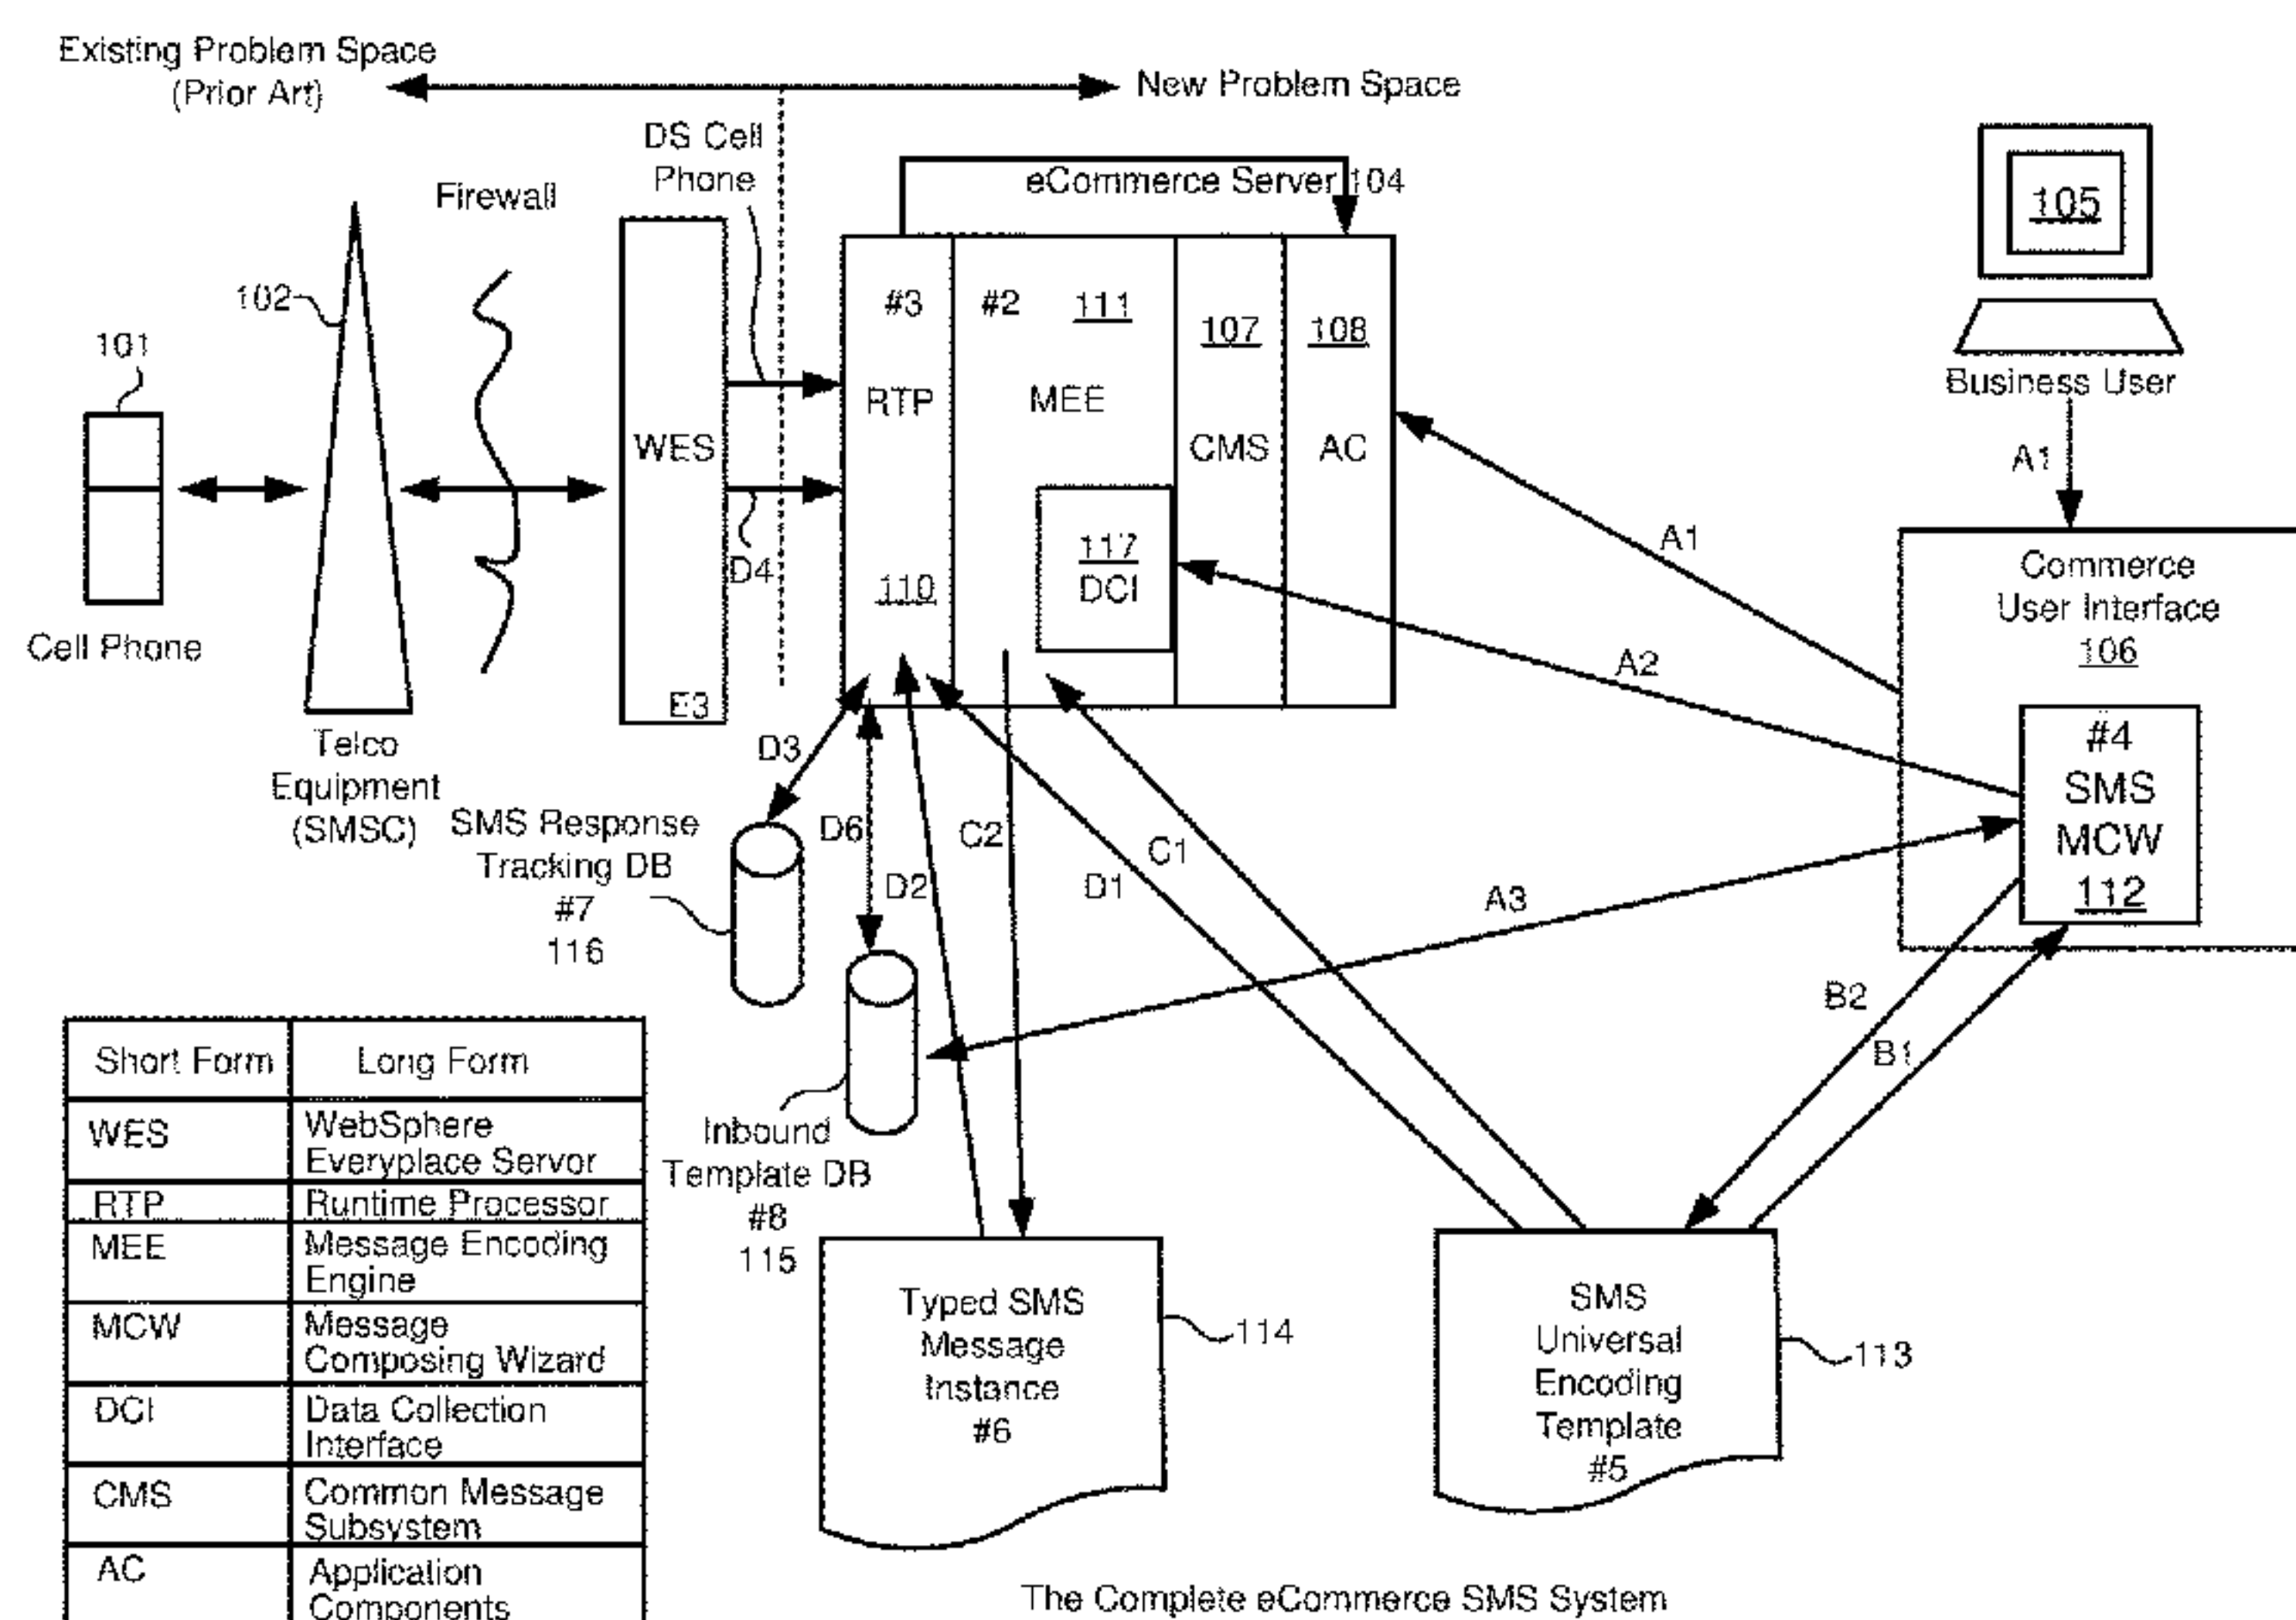 Existing Problem Space
(Prior Art)
New Problem Space
DS Cell
Phone
Firewall
eCommerce Server 104
105
Business User
A1
102
101
Cell Phone
Telco
Equipment
(SMSC)
WES
E3
D4
#3
RTP
110
#2
111
MEE
117
DCI
107
CMS
108
AC
A1
A2
A3
Commerce
User Interface
106
#4
SMS
MCW
112
D3
D6
D2
C2
C1
D1
B2
B1
SMS Response
Tracking DB
#7
116
Inbound
Template DB
#8
115
Typed SMS
Message
Instance
#6
114
SMS
Universal
Encoding
Template
#5
113
Short Form Long Form
WES WebSphere
Everyplace Servor
RTP Runtime Processor
MEE Message Encoding
Engine
MCW Message
Composing Wizard
DCI Data Collection
Interface
CMS Common Message
Subsystem
AC Application
Components
The Complete eCommerce SMS System